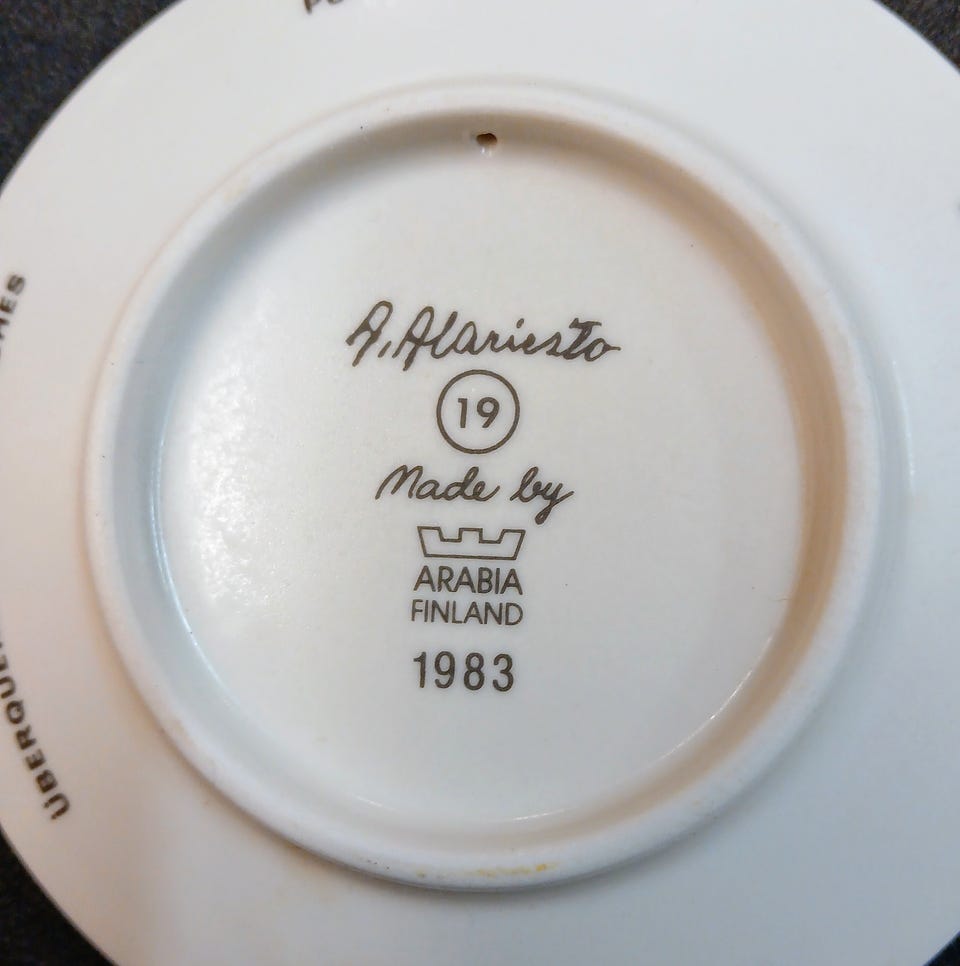 A. Alariesto
19
Made by
ARABIA
FINLAND
1983